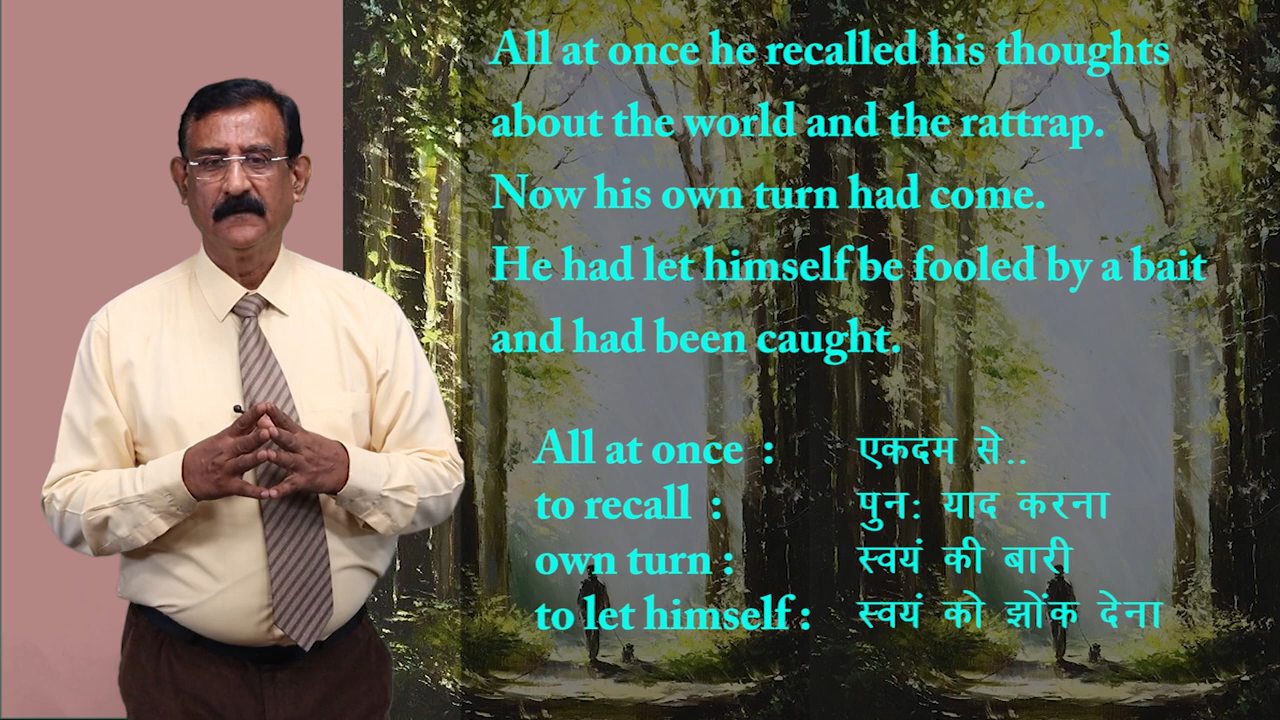 All at once he recalled his thoughts
about the world and the rattrap.
Now his own turn had come.
He had let himself be fooled by a bait
and had been caught.
All at once : एकदम से..
to recall : पुनः याद करना
own turn : स्वयं की बारी
to let himself : स्वयं को झोंक देना